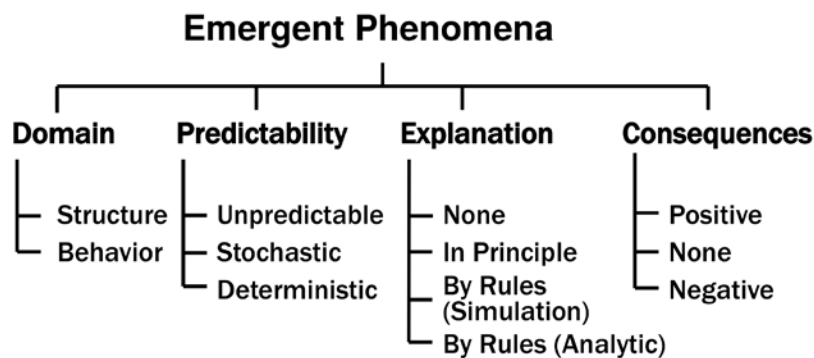 Emergent Phenomena
Domain
Structure
Behavior
Predictability
Unpredictable
Stochastic
Deterministic
Explanation
None
In Principle
By Rules
(Simulation)
By Rules (Analytic)
Consequences
Positive
None
Negative